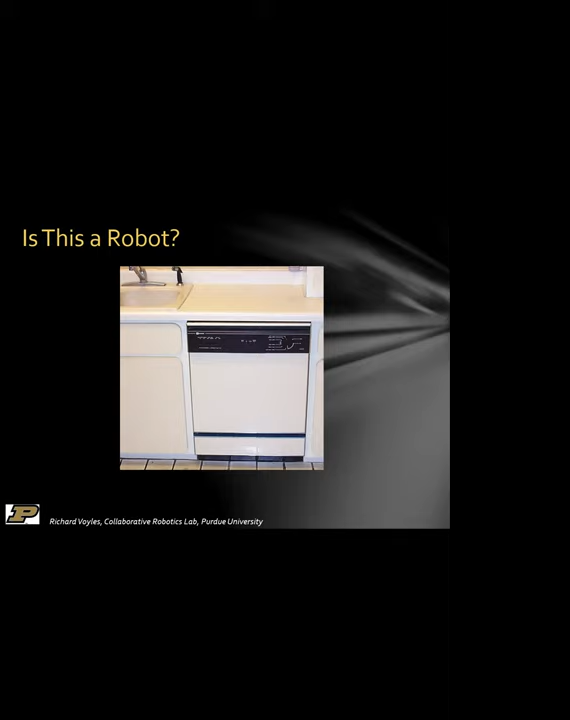 Is This a Robot?
P
Richard Voyles, Collaborative Robotics Lab, Purdue University